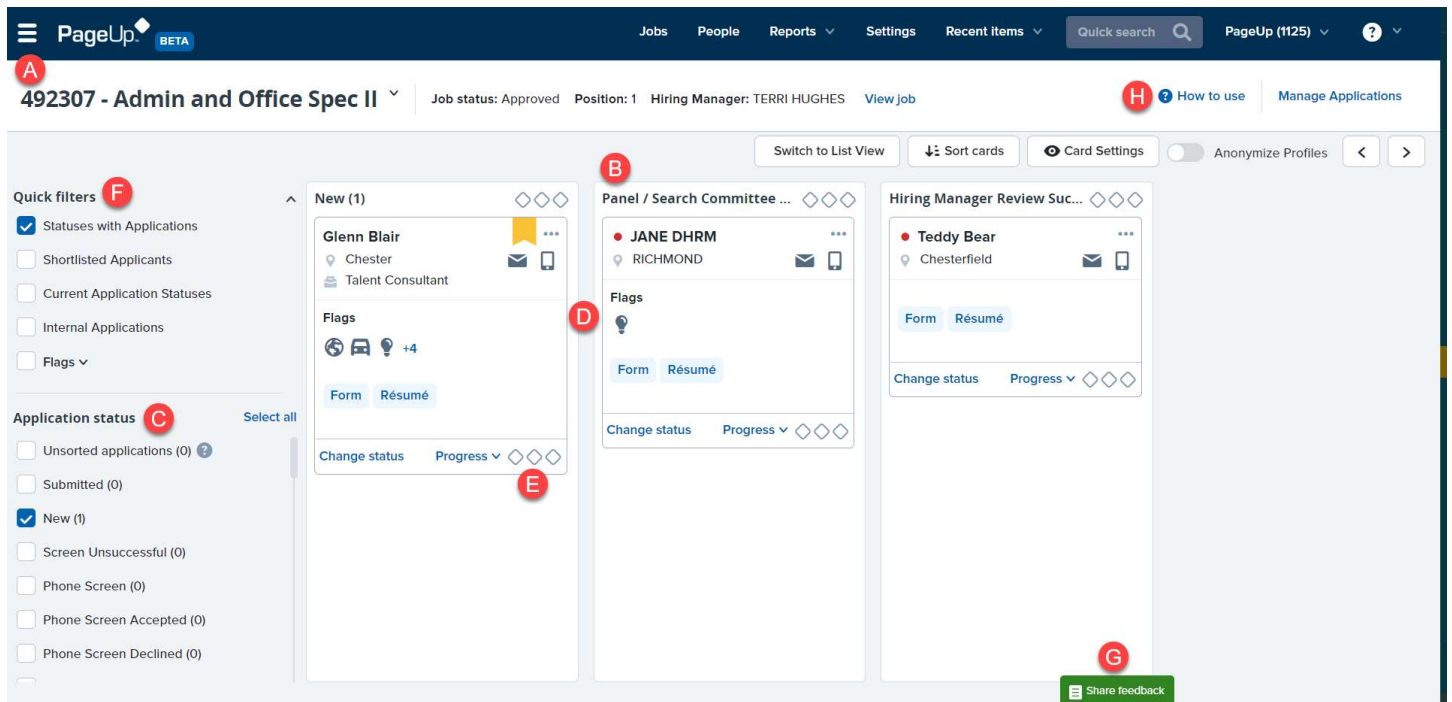 PageUp BETA Jobs People Reports Settings Recent items Quick search PageUp (1125) ?
A
492307 - Admin and Office Spec II Job status: Approved Position: 1 Hiring Manager: TERRI HUGHES View job H ? How to use Manage Applications
Switch to List View Sort cards Card Settings Anonymize Profiles < >
B
Quick filters F
Statuses with Applications
Shortlisted Applicants
Current Application Statuses
Internal Applications
Flags
Application status C Select all
Unsorted applications (0) ?
Submitted (0)
New (1)
Screen Unsuccessful (0)
Phone Screen (0)
Phone Screen Accepted (0)
Phone Screen Declined (0)
New (1)
Glenn Blair
Chester
Talent Consultant
Flags
+4
Form Résumé
Change status Progress
E
Panel / Search Committee ...
JANE DHRM
RICHMOND
Flags
D
Form Résumé
Change status Progress
Hiring Manager Review Suc...
Teddy Bear
Chesterfield
Form Résumé
Change status Progress
G
Share feedback